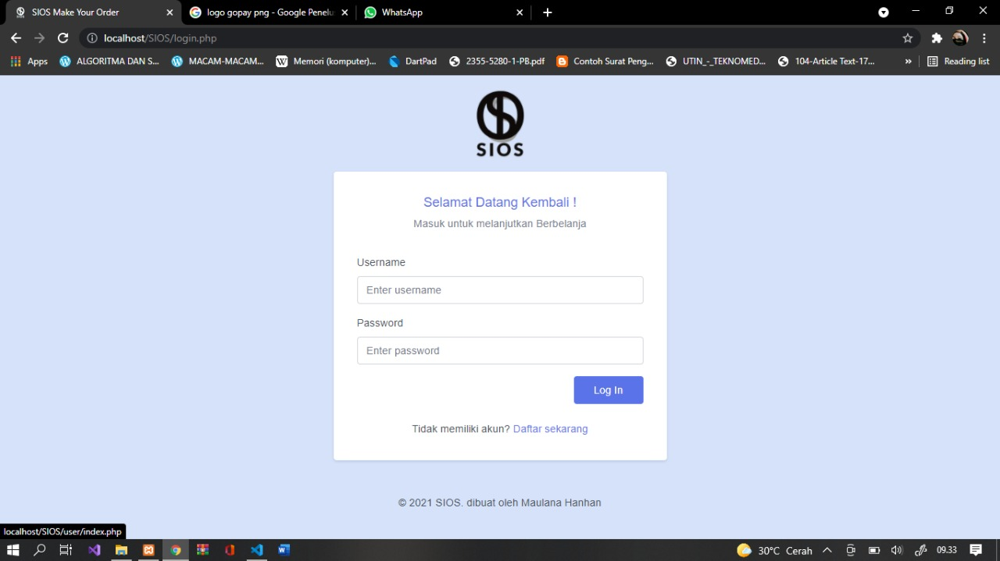 SIOS Make Your Order
logo gopay png - Google Penelus
WhatsApp
localhost/SIOS/login.php
Apps
ALGORITMA DAN S...
MACAM-MACAM...
Memori (komputer)...
DartPad
2355-5280-1-PB.pdf
Contoh Surat Peng...
UTIN_-_TEKNOMED...
104-Article Text-17...
»
Reading list
SIOS
Selamat Datang Kembali !
Masuk untuk melanjutkan Berbelanja
Username
Enter username
Password
Enter password
Log In
Tidak memiliki akun? Daftar sekarang
© 2021 SIOS. dibuat oleh Maulana Hanhan
localhost/SIOS/user/index.php
30°C Cerah
09.33